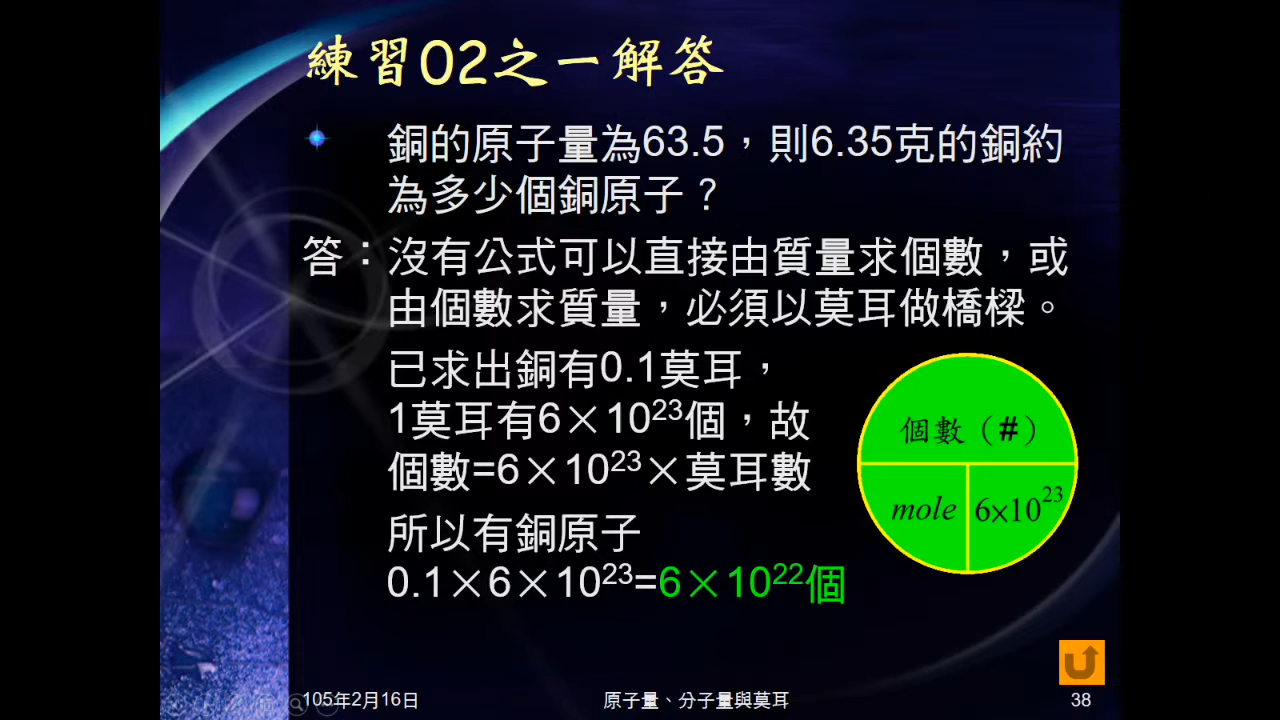 練習02之一解答
銅的原子量為63.5，則6.35克的銅約
為多少個銅原子？
答：沒有公式可以直接由質量求個數，或
由個數求質量，必須以莫耳做橋樑。
已求出銅有0.1莫耳，
1莫耳有6×10²³個，故
個數=6×10²³×莫耳數
所以有銅原子
0.1×6×10²³=6×10²²個
個數（#）
mole 6×10²³
105年2月16日
原子量、分子量與莫耳
38